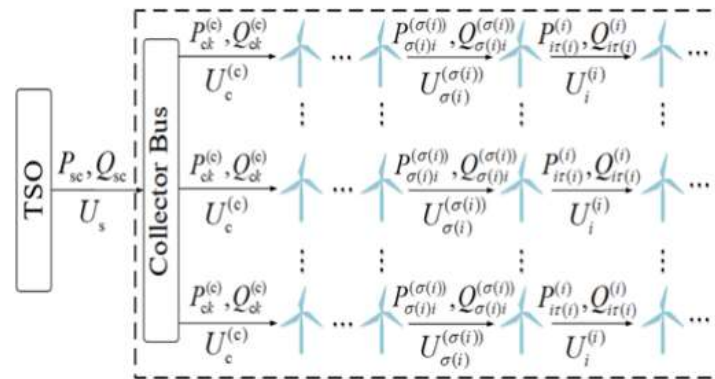 TSO
P_sc, Q_sc
U_s
Collector Bus
P_ck^(c), Q_ck^(c) ... P_σ(i)i^(σ(i)), Q_σ(i)i^(σ(i)) P_iτ(i)^(i), Q_iτ(i)^(i) ...
U_c^(c) U_σ(i)^(σ(i)) U_i^(i)
P_ck^(c), Q_ck^(c) ... P_σ(i)i^(σ(i)), Q_σ(i)i^(σ(i)) P_iτ(i)^(i), Q_iτ(i)^(i) ...
U_c^(c) U_σ(i)^(σ(i)) U_i^(i)
P_ck^(c), Q_ck^(c) ... P_σ(i)i^(σ(i)), Q_σ(i)i^(σ(i)) P_iτ(i)^(i), Q_iτ(i)^(i) ...
U_c^(c) U_σ(i)^(σ(i)) U_i^(i)